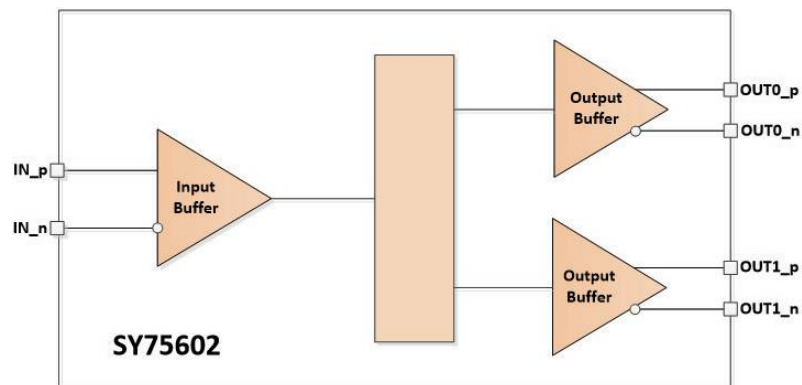 OUT0_p
Output
Buffer
OUT0_n
IN_p
Input
Buffer
IN_n
OUT1_p
Output
Buffer
OUT1_n
SY75602